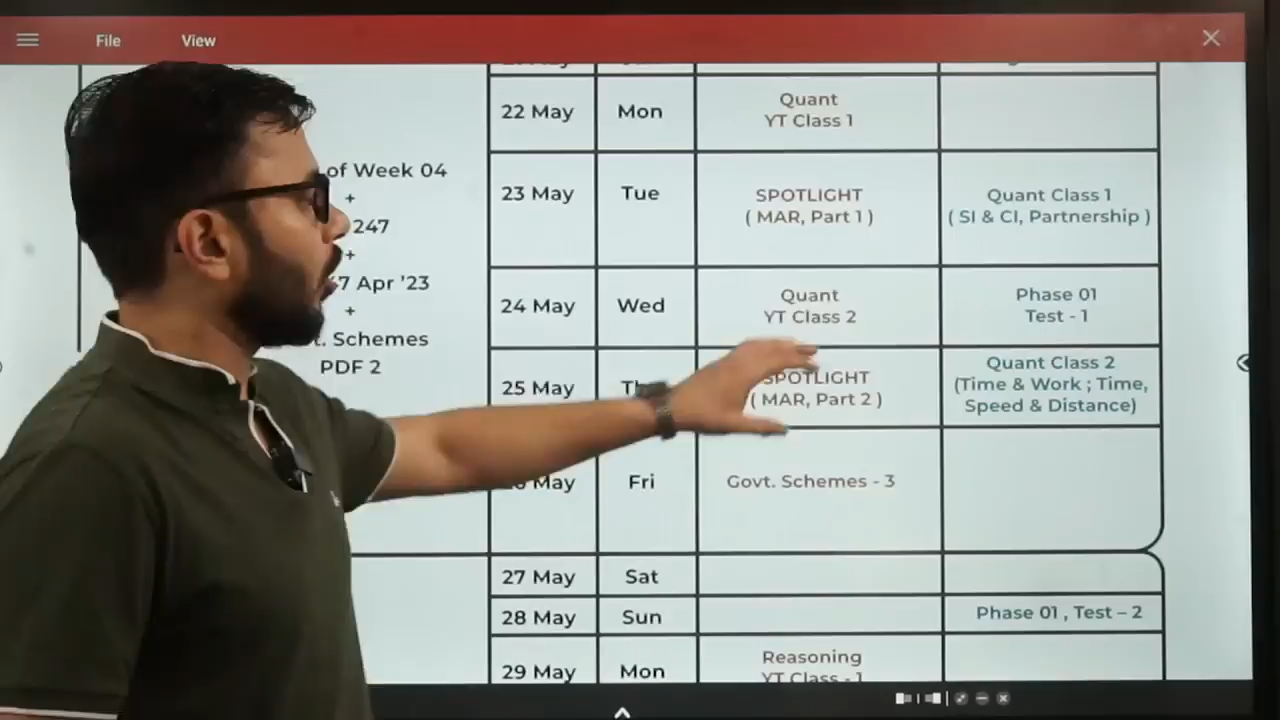 File View
of Week 04
+
247
+
7 Apr '23
+
Schemes
PDF 2
22 May Mon Quant
YT Class 1
23 May Tue SPOTLIGHT
( MAR, Part 1 )
Quant Class 1
( SI & CI, Partnership )
24 May Wed Quant
YT Class 2
Phase 01
Test - 1
25 May SPOTLIGHT
( MAR, Part 2 )
Quant Class 2
(Time & Work ; Time,
Speed & Distance)
May Fri Govt. Schemes - 3
27 May Sat
28 May Sun Phase 01 , Test – 2
29 May Mon Reasoning
YT Class - 1